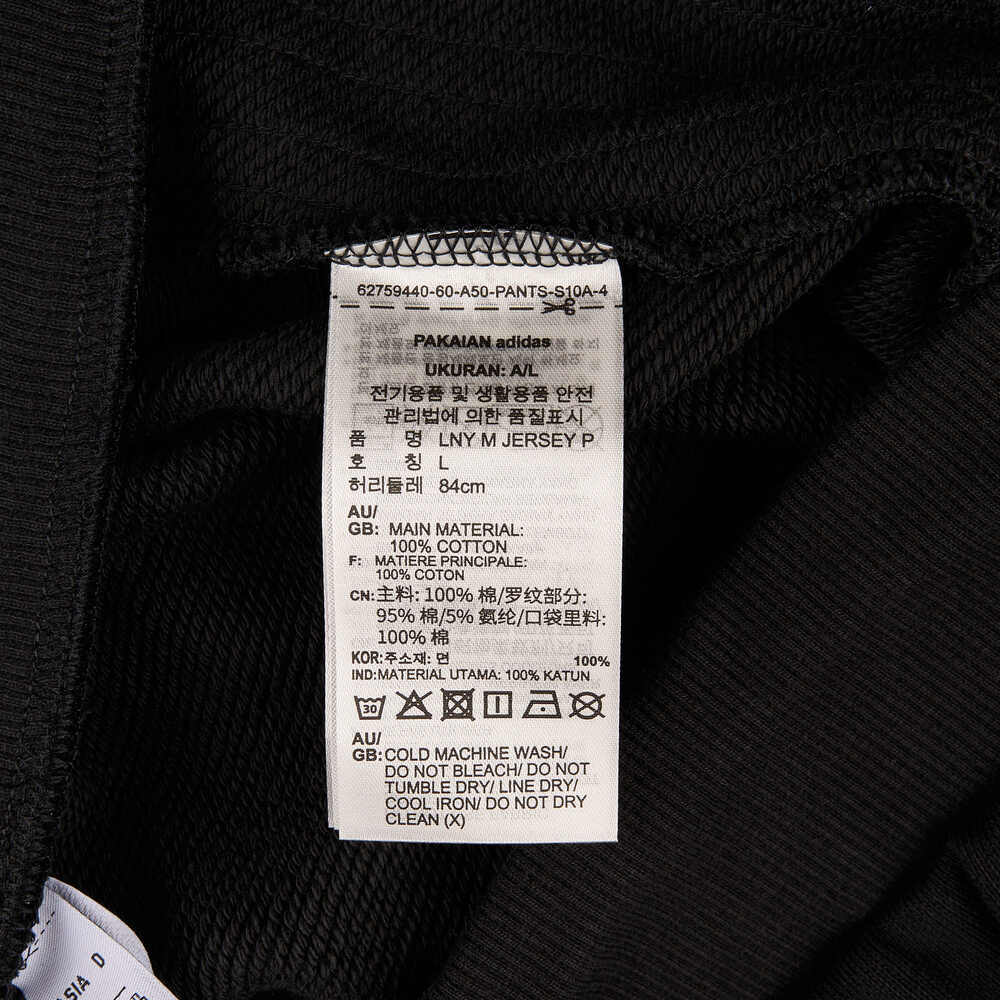 62759440-60-A50-PANTS-S10A-4
PAKAIAN adidas
UKURAN: A/L
전기용품 및 생활용품 안전
관리법에 의한 품질표시
품 명 LNY M JERSEY P
호 칭 L
허리둘레 84cm
AU/
GB: MAIN MATERIAL:
100% COTTON
F: MATIERE PRINCIPALE:
100% COTON
CN:主料: 100% 棉/罗纹部分:
95% 棉/5% 氨纶/口袋里料:
100% 棉
KOR:주소재: 면 100%
IND:MATERIAL UTAMA: 100% KATUN
30
AU/
GB:COLD MACHINE WASH/
DO NOT BLEACH/ DO NOT
TUMBLE DRY/ LINE DRY/
COOL IRON/ DO NOT DRY
CLEAN (X)